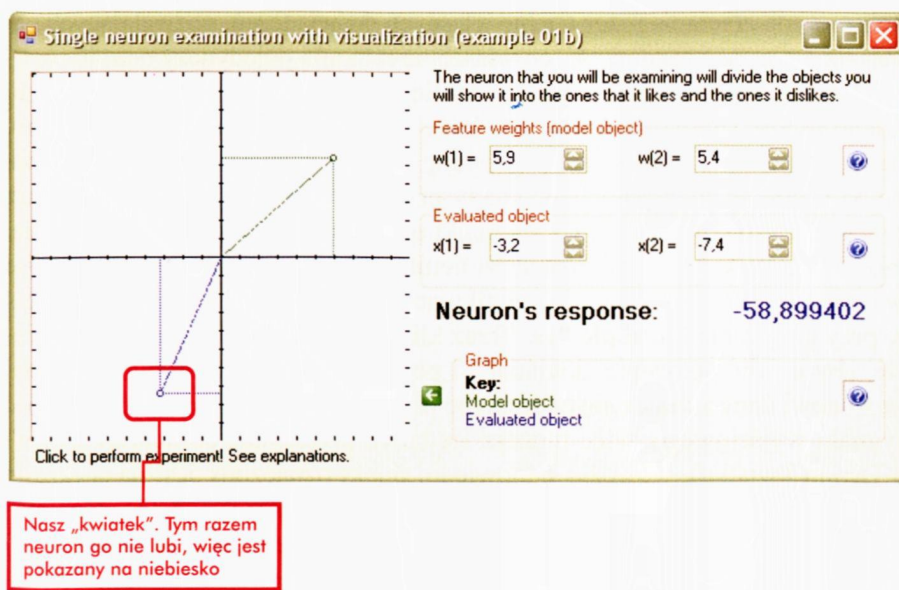 Single neuron examination with visualization (example 01b)
The neuron that you will be examining will divide the objects you
will show it into the ones that it likes and the ones it dislikes.
Feature weights (model object)
w(1) = 5,9 w(2) = 5,4
Evaluated object
x(1) = -3,2 x(2) = -7,4
Neuron's response: -58,899402
Graph
Key:
Model object
Evaluated object
Click to perform experiment! See explanations.
Nasz „kwiatek”. Tym razem
neuron go nie lubi, więc jest
pokazany na niebiesko